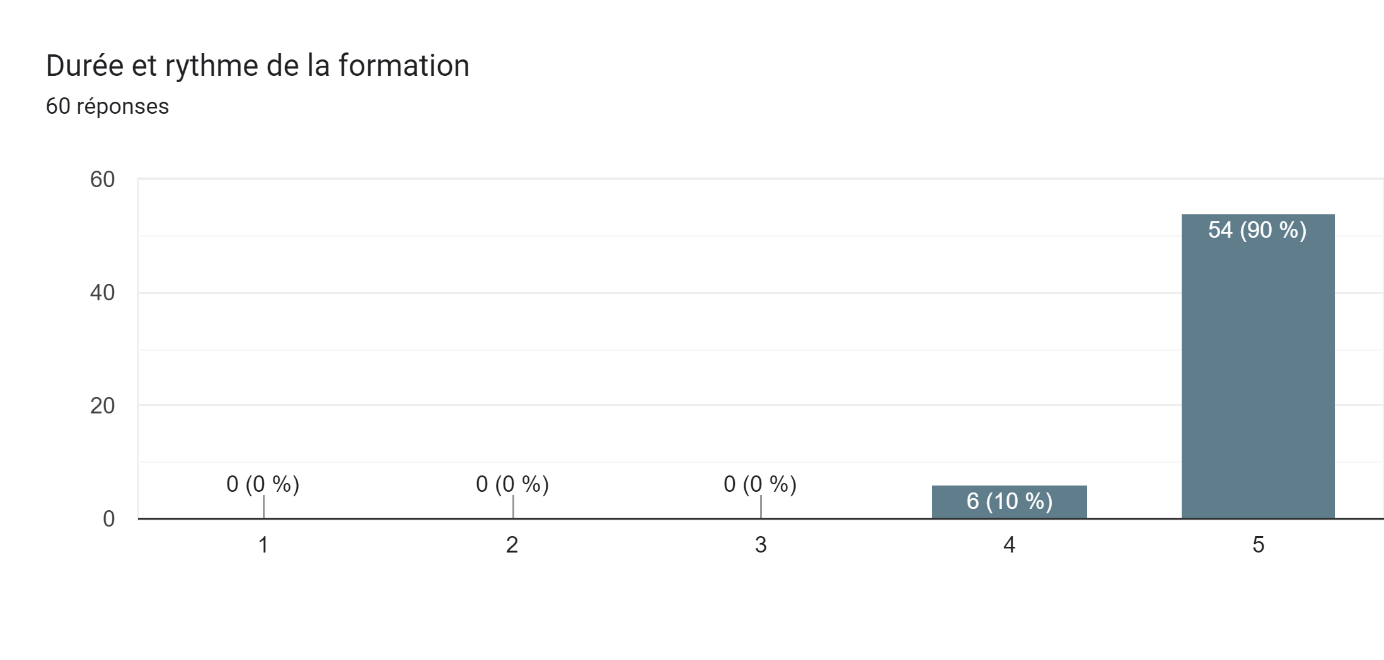 Durée et rythme de la formation
60 réponses
60
54 (90 %)
40
20
0 (0 %) 0 (0 %) 0 (0 %)
6 (10 %)
0
1 2 3 4 5